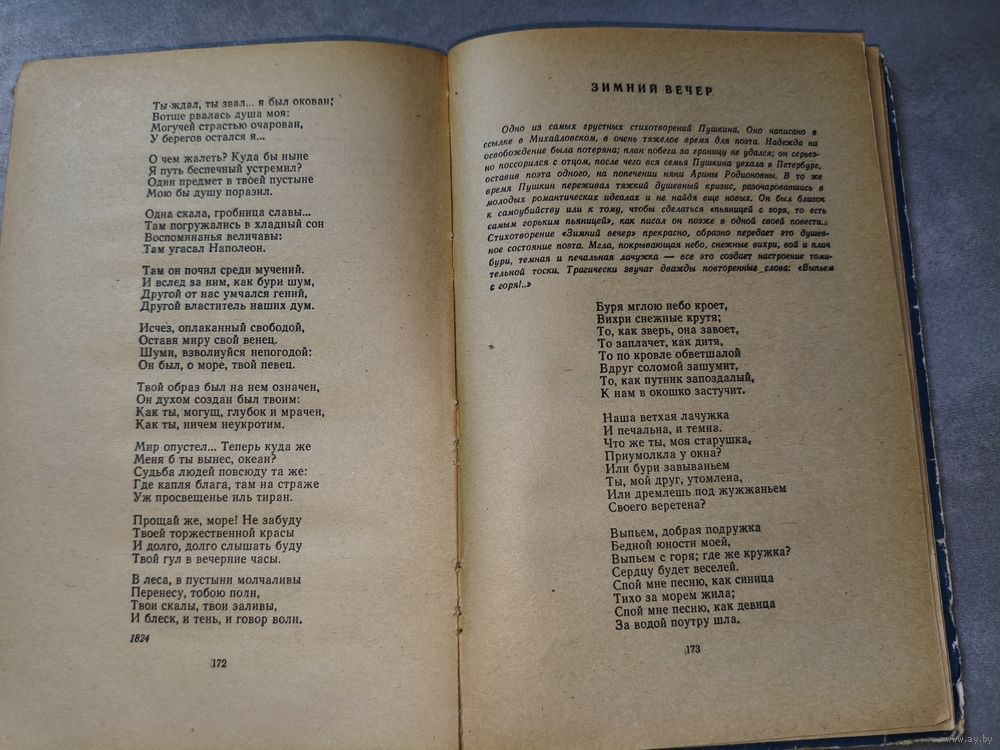 Ты ждал, ты звал... я был окован;
Вотще рвалась душа моя:
Могучей страстью очарован,
У берегов остался я...
О чем жалеть? Куда бы ныне
Я путь беспечный устремил?
Один предмет в твоей пустыне
Мою бы душу поразил.
Одна скала, гробница славы...
Там погружались в хладный сон
Воспоминанья величавы:
Там угасал Наполеон.
Там он почил среди мучений.
И вслед за ним, как бури шум,
Другой от нас умчался гений,
Другой властитель наших дум.
Исчез, оплаканный свободой,
Оставя миру свой венец.
Шуми, взволнуйся непогодой:
Он был, о море, твой певец.
Твой образ был на нем означен,
Он духом создан был твоим:
Как ты, могущ, глубок и мрачен,
Как ты, ничем неукротим.
Мир опустел... Теперь куда же
Меня б ты вынес, океан?
Судьба людей повсюду та же:
Где капля блага, там на страже
Уж просвещенье иль тиран.
Прощай же, море! Не забуду
Твоей торжественной красы
И долго, долго слышать буду
Твой гул в вечерние часы.
В леса, в пустыни молчаливы
Перенесу, тобою полн,
Твои скалы, твои заливы,
И блеск, и тень, и говор волн.
1824
172
ЗИМНИЙ ВЕЧЕР
Одно из самых грустных стихотворений Пушкина. Оно написано в
ссылке в Михайловском, в очень тяжелое время для поэта. Надежда на
освобождение была потеряна; план побега за границу не удался; он серьез-
но поссорился с отцом, после чего вся семья Пушкина уехала в Петербург,
оставив поэта одного, на попечении няни Арины Родионовны. В то же
время Пушкин переживал тяжкий душевный кризис, разочаровавшись в
молодых романтических идеалах и не найдя еще новых. Он был близок
к самоубийству или к тому, чтобы сделаться «пьяницей с горя, то есть
самым горьким пьяницей», как писал он позже в одной своей повести..
Стихотворение «Зимний вечер» прекрасно, образно передает это душев-
ное состояние поэта. Мгла, покрывающая небо, снежные вихри, вой и плач
бури, темная и печальная лачужка — все это создает настроение томи-
тельной тоски. Трагически звучат дважды повторенные слова: «Выпьем
с горя!..»
Буря мглою небо кроет,
Вихри снежные крутя;
То, как зверь, она завоет,
То заплачет, как дитя,
То по кровле обветшалой
Вдруг соломой зашумит,
То, как путник запоздалый,
К нам в окошко застучит.
Наша ветхая лачужка
И печальна, и темна.
Что же ты, моя старушка,
Приумолкла у окна?
Или бури завываньем
Ты, мой друг, утомлена,
Или дремлешь под жужжаньем
Своего веретена?
Выпьем, добрая подружка
Бедной юности моей,
Выпьем с горя; где же кружка?
Сердцу будет веселей.
Спой мне песню, как синица
Тихо за морем жила;
Спой мне песню, как девица
За водой поутру шла.
173
www.ay.by